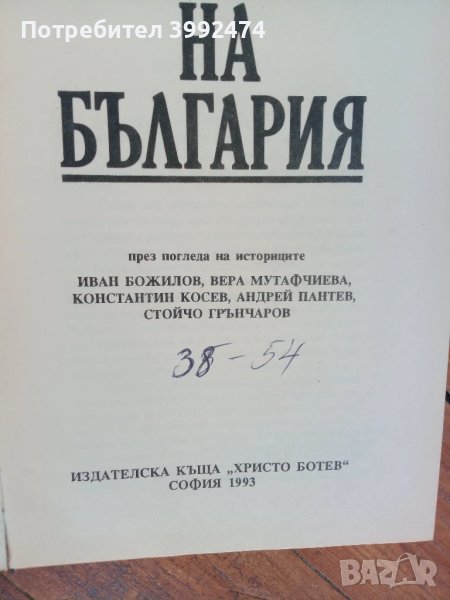 Потребител 3992474
НА
БЪЛГАРИЯ
през погледа на историците
ИВАН БОЖИЛОВ, ВЕРА МУТАФЧИЕВА,
КОНСТАНТИН КОСЕВ, АНДРЕЙ ПАНТЕВ,
СТОЙЧО ГРЪНЧАРОВ
38-54
ИЗДАТЕЛСКА КЪЩА „ХРИСТО БОТЕВ“
СОФИЯ 1993
BAZAR